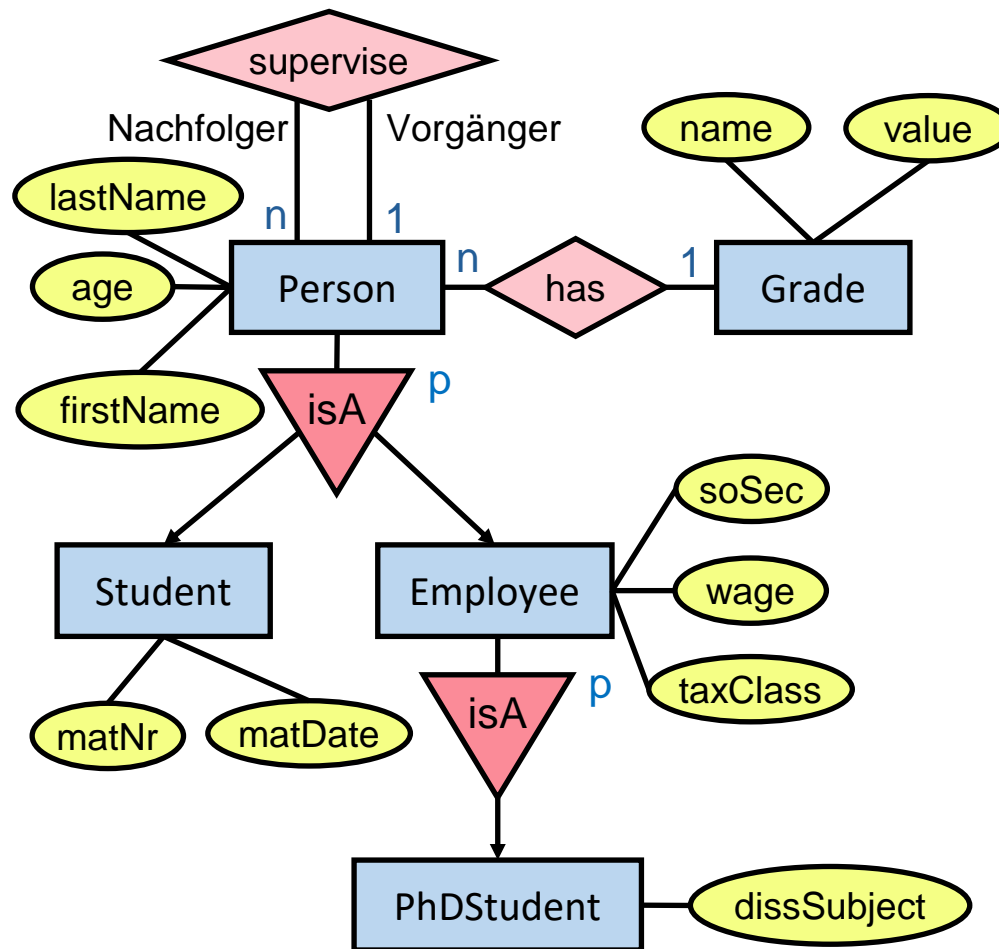 supervise
Nachfolger
Vorgänger
name
value
lastName
n
1
age
Person
n
has
1
Grade
firstName
isA
p
soSec
Student
Employee
wage
matNr
matDate
isA
p
taxClass
PhDStudent
dissSubject